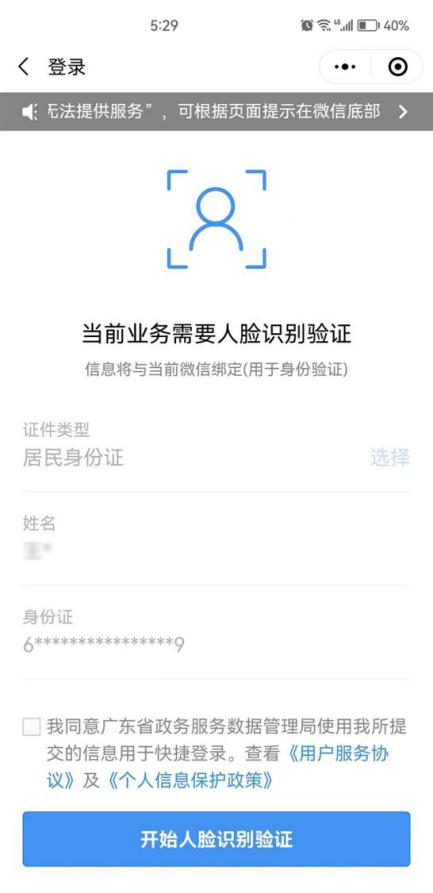 5:29
40%
登录
无法提供服务”，可根据页面提示在微信底部
当前业务需要人脸识别验证
信息将与当前微信绑定(用于身份验证)
证件类型
居民身份证
选择
姓名
身份证
6****************9
我同意广东省政务服务数据管理局使用我所提
交的信息用于快捷登录。查看《用户服务协
议》及《个人信息保护政策》
开始人脸识别验证